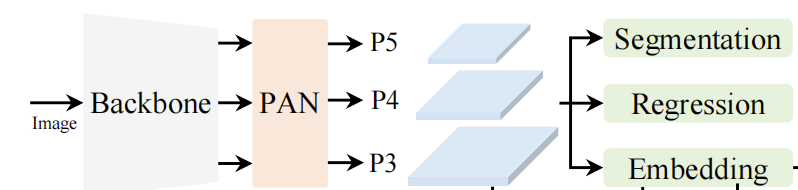 Image
Backbone
PAN
P5
P4
P3
Segmentation
Regression
Embedding